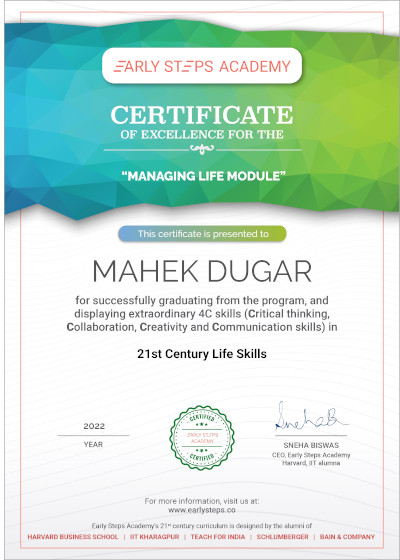 EARLY STEPS ACADEMY
CERTIFICATE
OF EXCELLENCE FOR THE
“MANAGING LIFE MODULE”
This certificate is presented to
MAHEK DUGAR
for successfully graduating from the program, and
displaying extraordinary 4C skills (Critical thinking,
Collaboration, Creativity and Communication skills) in
21st Century Life Skills
2022
YEAR
CERTIFIED
EARLY STEPS
ACADEMY
CERTIFIED
SnehaB
SNEHA BISWAS
CEO, Early Steps Academy
Harvard, IIT alumna
For more information, visit us at:
www.earlysteps.co
Early Steps Academy's 21st century curriculum is designed by the alumni of
HARVARD BUSINESS SCHOOL | IIT KHARAGPUR | TEACH FOR INDIA | SCHLUMBERGER | BAIN & COMPANY